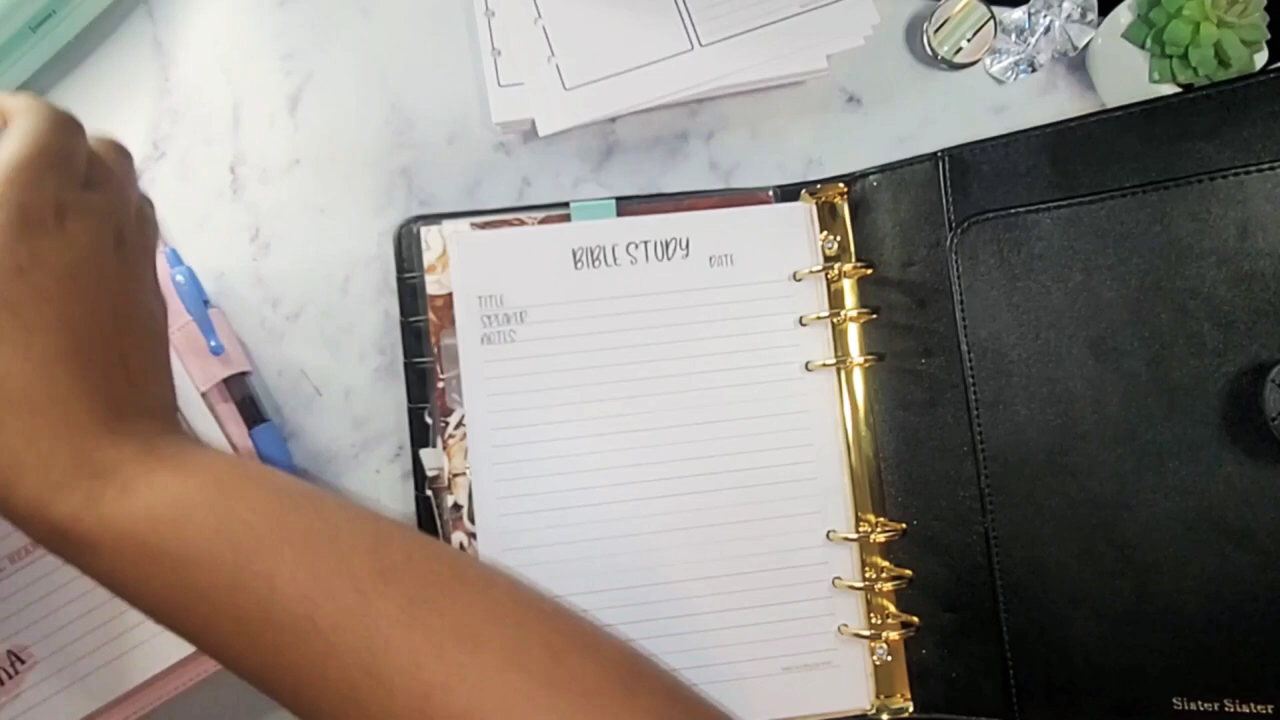 BIBLE STUDY
DATE
TITLE
SPEAKER
NOTES
Sister Sister